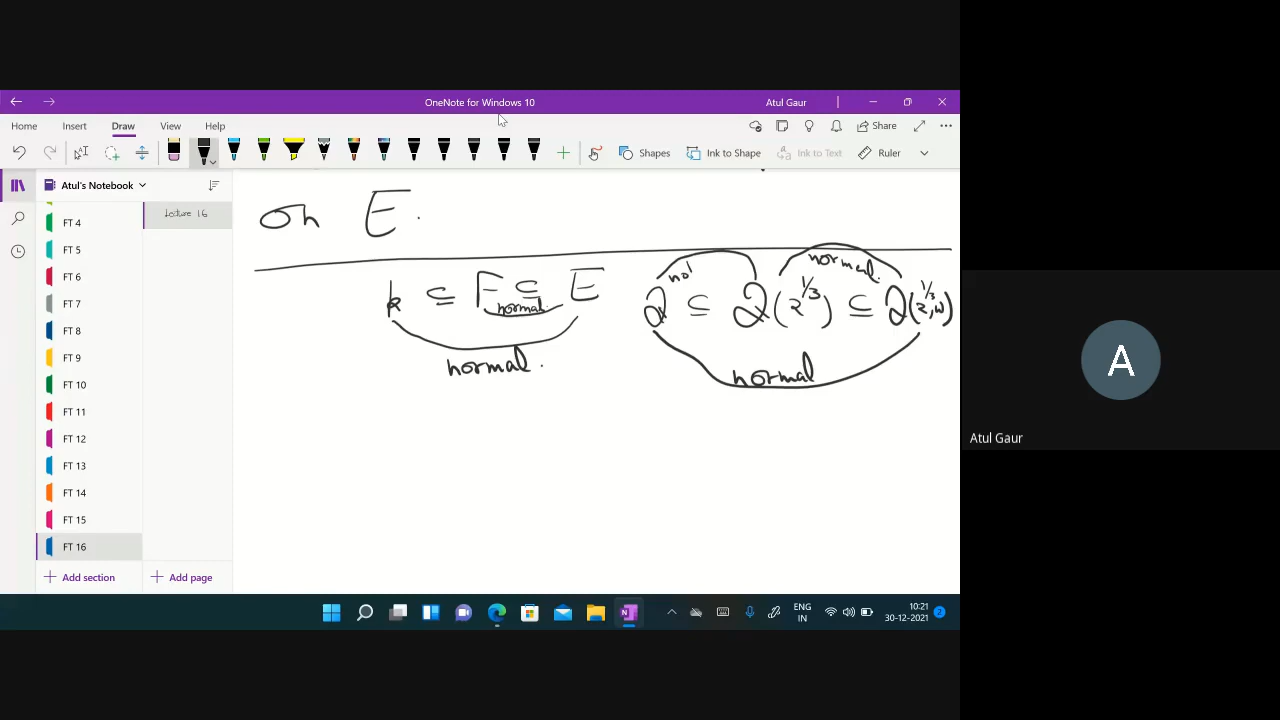 OneNote for Windows 10
Atul Gaur
Home Insert Draw View Help
Share
Shapes Ink to Shape Ink to Text Ruler
Atul's Notebook
Lecture 16
FT 4
FT 5
FT 6
FT 7
FT 8
FT 9
FT 10
FT 11
FT 12
FT 13
FT 14
FT 15
FT 16
Add section Add page
on E.
k ⊆ F ⊆ E
normal
normal.
not normal.
Q ⊆ Q(2^{1/3}) ⊆ Q(2^{1/3}, ω)
normal
A
Atul Gaur
ENG
IN
10:21
30-12-2021
2